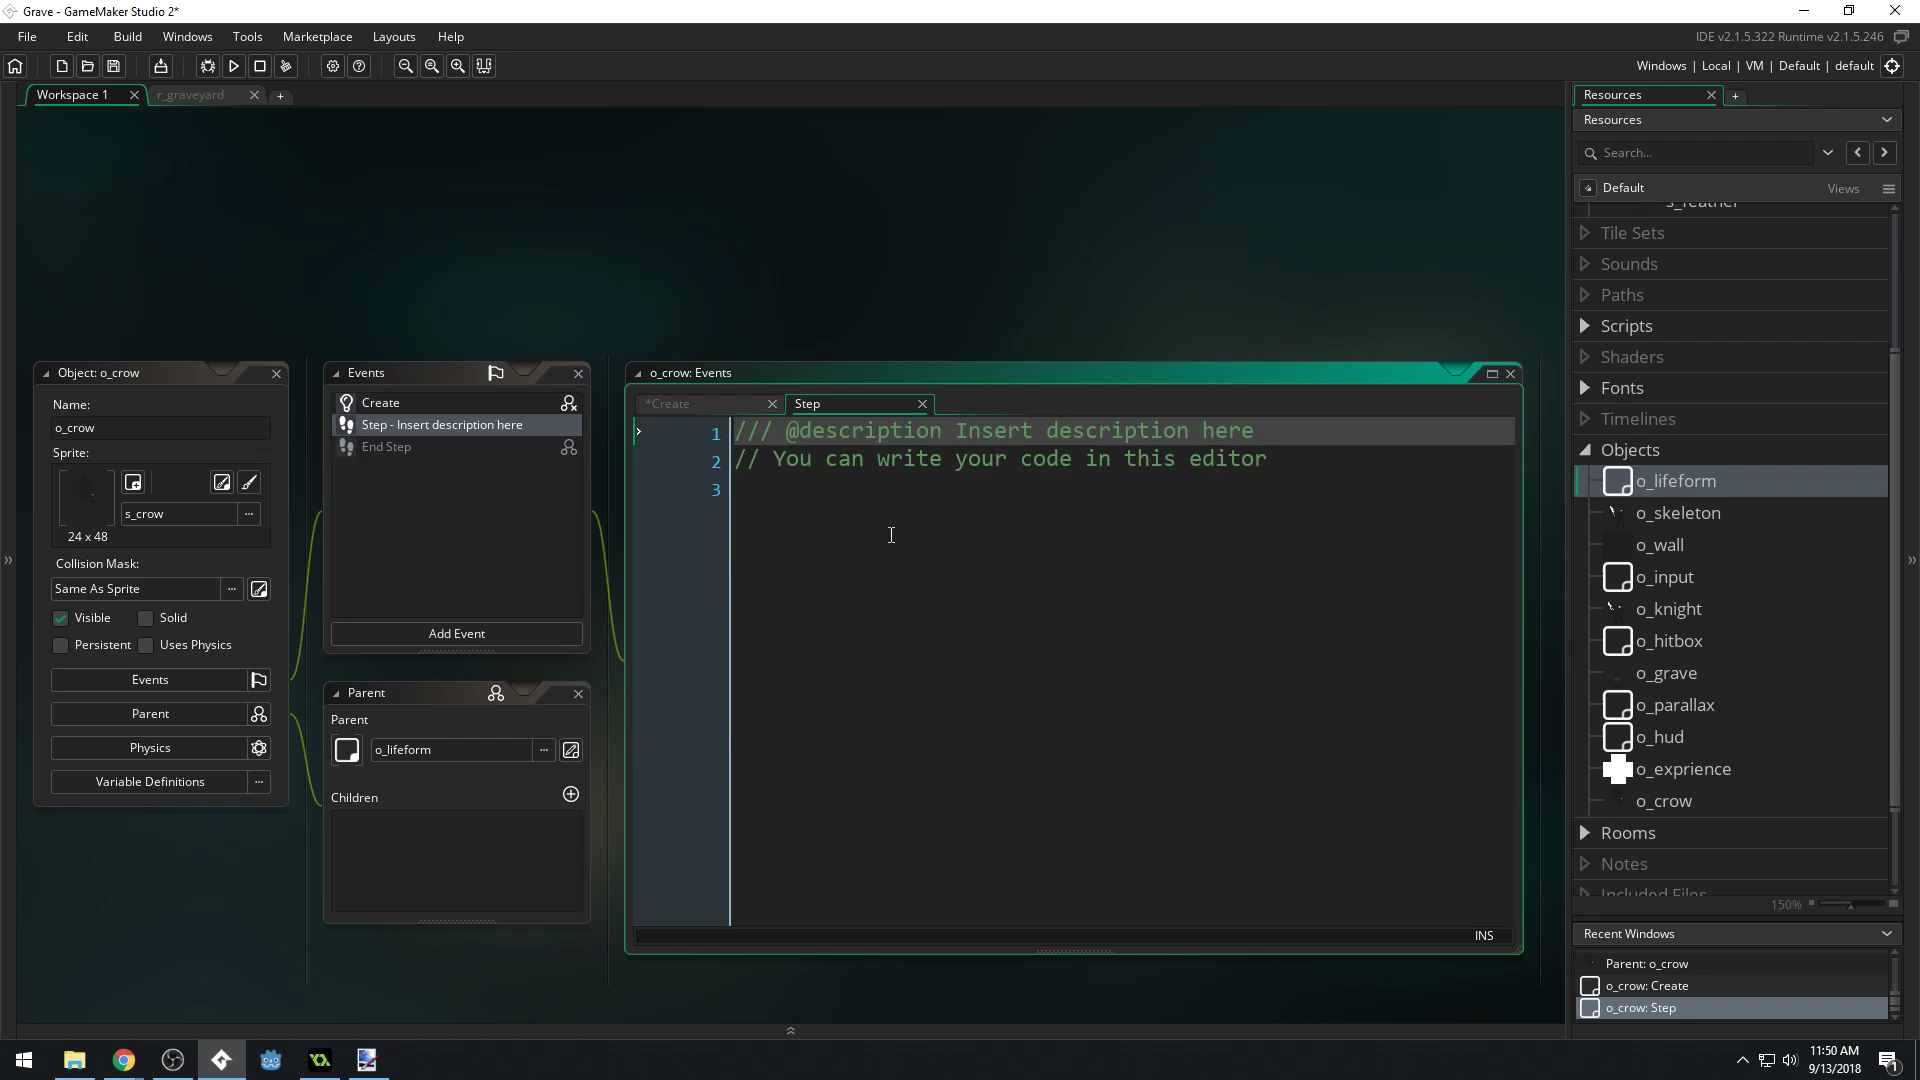 Grave - GameMaker Studio 2*
File Edit Build Windows Tools Marketplace Layouts Help
IDE v2.1.5.322 Runtime v2.1.5.246
Windows | Local | VM | Default | default
Workspace 1
r_graveyard
Resources
Resources
Search...
Default
Views
s_feather
Tile Sets
Sounds
Paths
Scripts
Shaders
Fonts
Timelines
Objects
o_lifeform
o_skeleton
o_wall
o_input
o_knight
o_hitbox
o_grave
o_parallax
o_hud
o_exprience
o_crow
Rooms
Notes
Included Files
150%
Recent Windows
Parent: o_crow
o_crow: Create
o_crow: Step
Object: o_crow
Name:
o_crow
Sprite:
s_crow
24 x 48
Collision Mask:
Same As Sprite
Visible
Solid
Persistent
Uses Physics
Events
Parent
Physics
Variable Definitions
Events
Create
Step - Insert description here
End Step
Add Event
Parent
Parent
o_lifeform
Children
o_crow: Events
*Create
Step
1 /// @description Insert description here
2 // You can write your code in this editor
3
INS
11:50 AM
9/13/2018
1